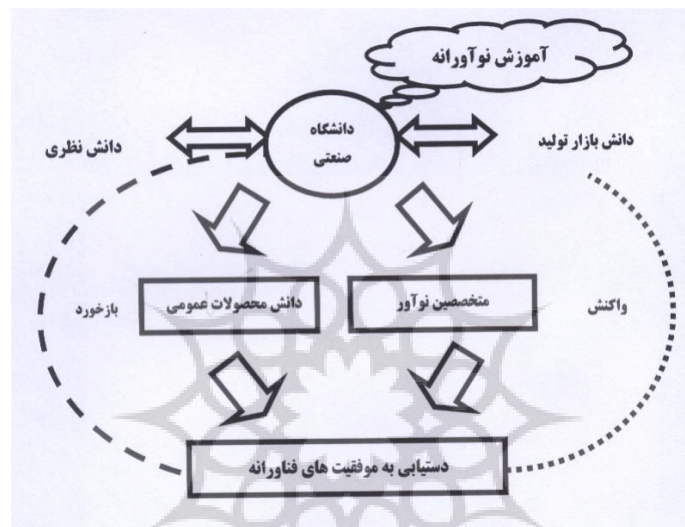 آموزش نوآورانه
دانشگاه
صنعتی
دانش بازار تولید
دانش نظری
متخصصین نوآور
دانش محصولات عمومی
واکنش
بازخورد
دستیابی به موفقیت های فناورانه